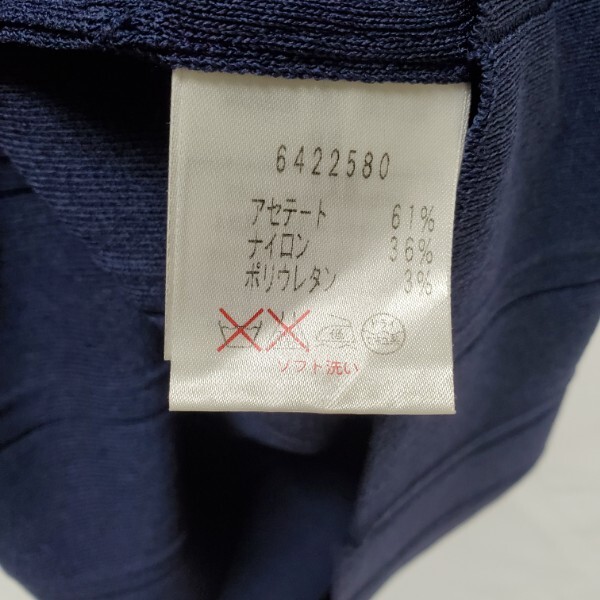 6422580
アセテート 61%
ナイロン 36%
ポリウレタン 3%
ソフト洗い